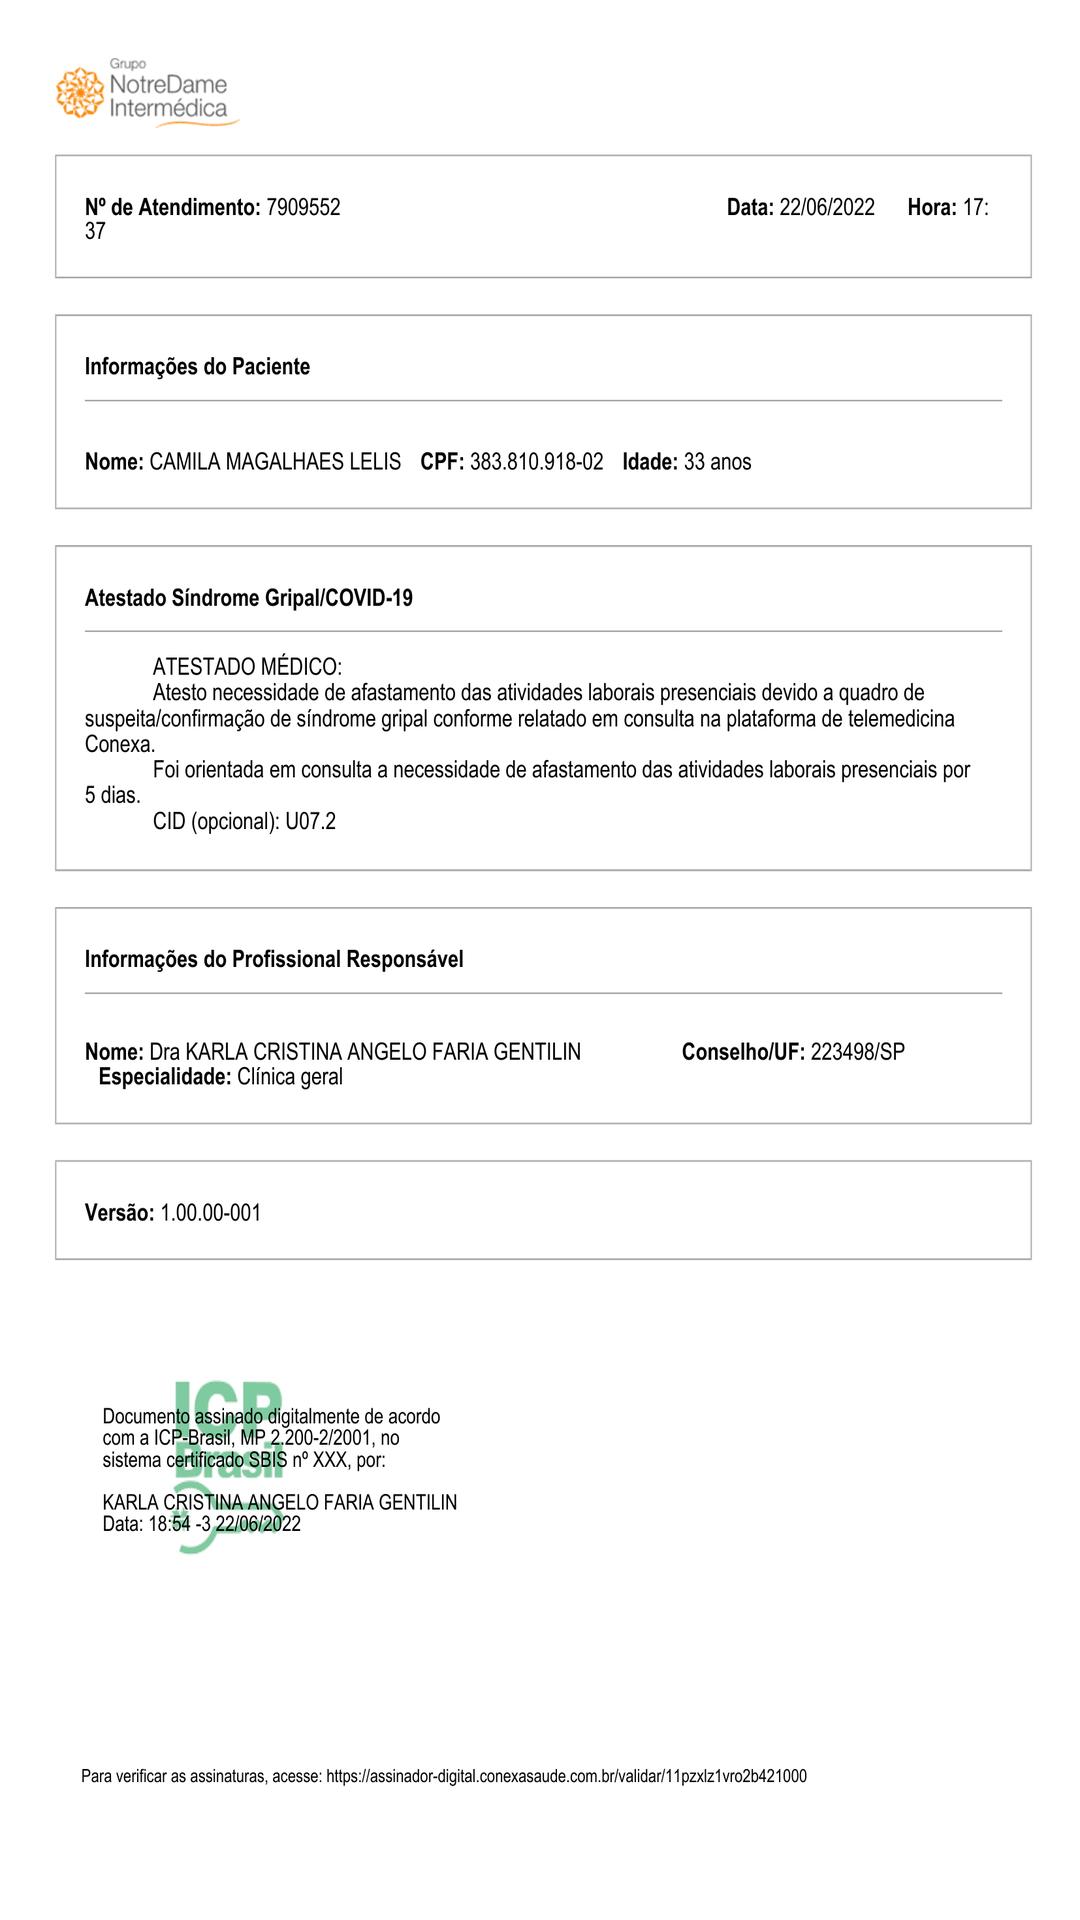 Grupo
NotreDame
Intermédica
Nº de Atendimento: 7909552 Data: 22/06/2022 Hora: 17:
37
Informações do Paciente
Nome: CAMILA MAGALHAES LELIS CPF: 383.810.918-02 Idade: 33 anos
Atestado Síndrome Gripal/COVID-19
ATESTADO MÉDICO:
Atesto necessidade de afastamento das atividades laborais presenciais devido a quadro de
suspeita/confirmação de síndrome gripal conforme relatado em consulta na plataforma de telemedicina
Conexa.
Foi orientada em consulta a necessidade de afastamento das atividades laborais presenciais por
5 dias.
CID (opcional): U07.2
Informações do Profissional Responsável
Nome: Dra KARLA CRISTINA ANGELO FARIA GENTILIN Conselho/UF: 223498/SP
Especialidade: Clínica geral
Versão: 1.00.00-001
ICP
Brasil
Documento assinado digitalmente de acordo
com a ICP-Brasil, MP 2.200-2/2001, no
sistema certificado SBIS nº XXX, por:
KARLA CRISTINA ANGELO FARIA GENTILIN
Data: 18:54 -3 22/06/2022
Para verificar as assinaturas, acesse: https://assinador-digital.conexasaude.com.br/validar/11pzxlz1vro2b421000